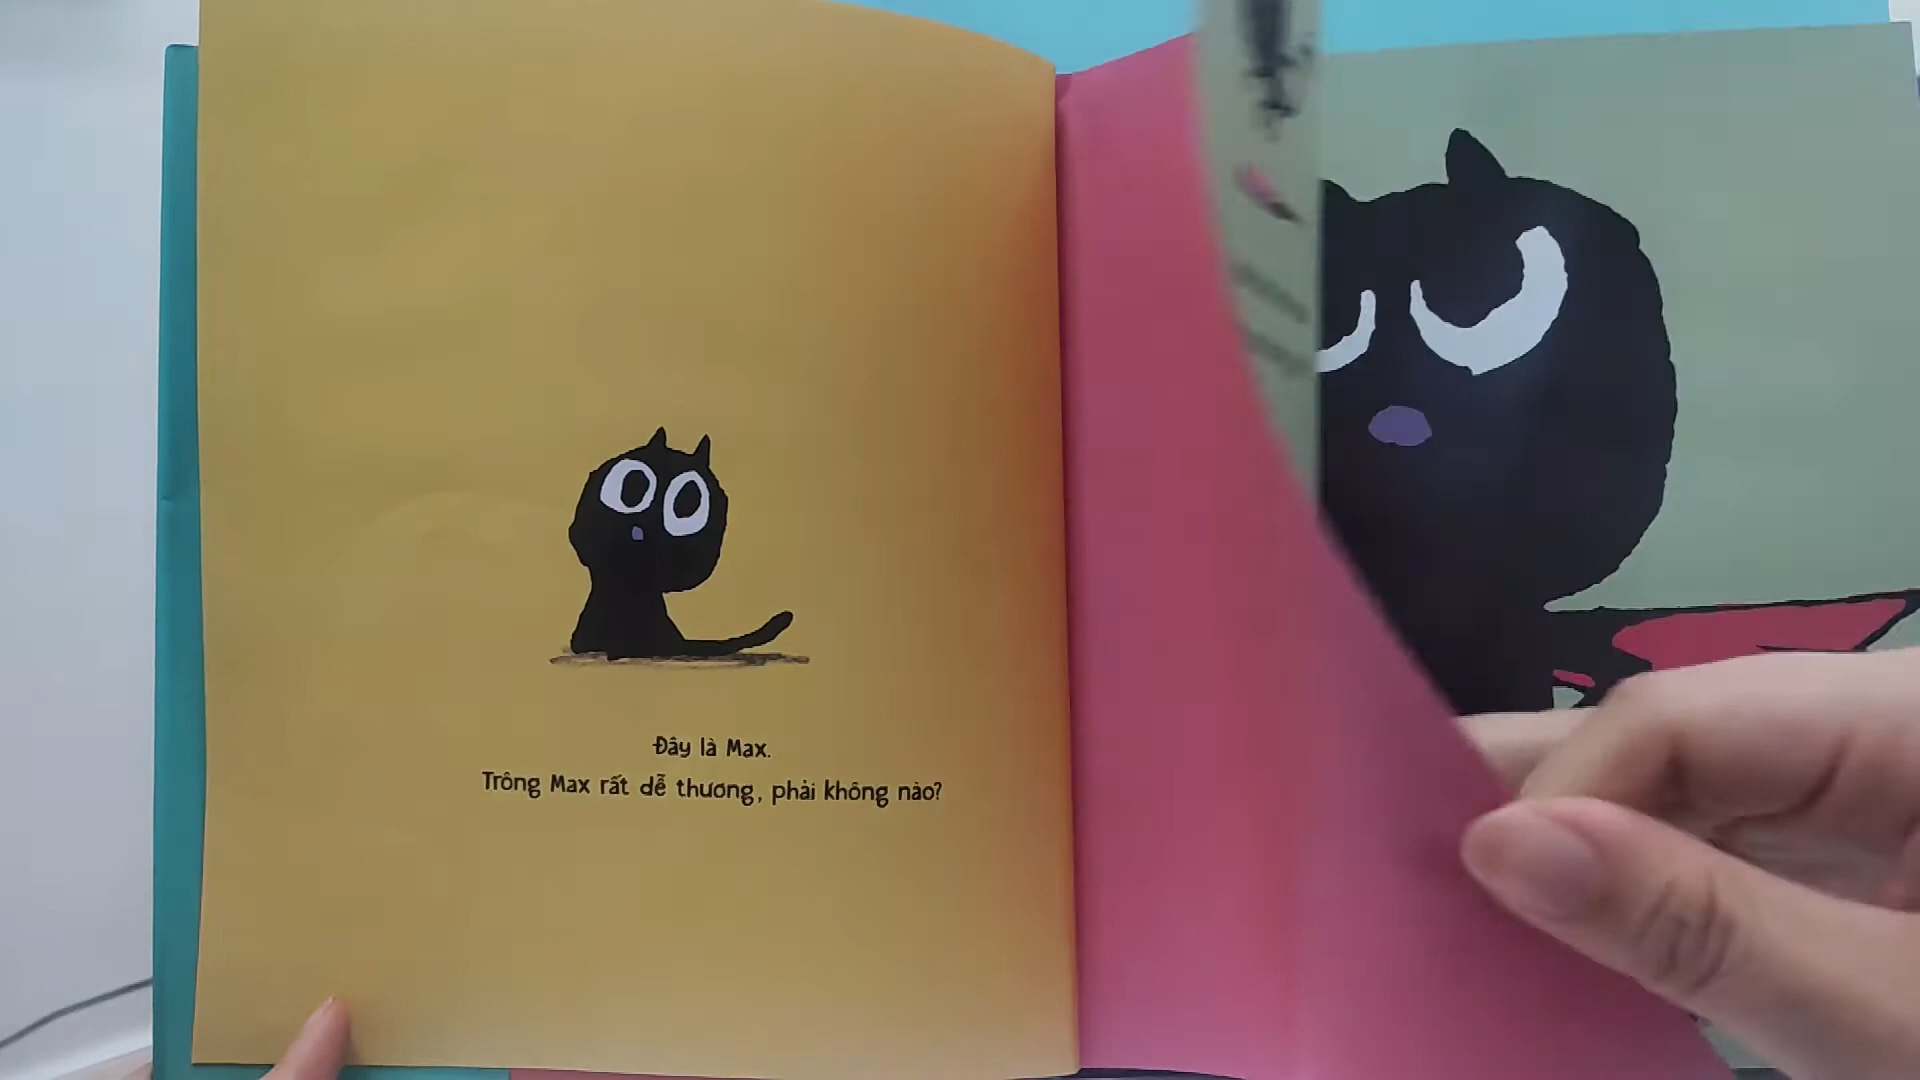 Đây là Max.
Trông Max rất dễ thương, phải không nào?